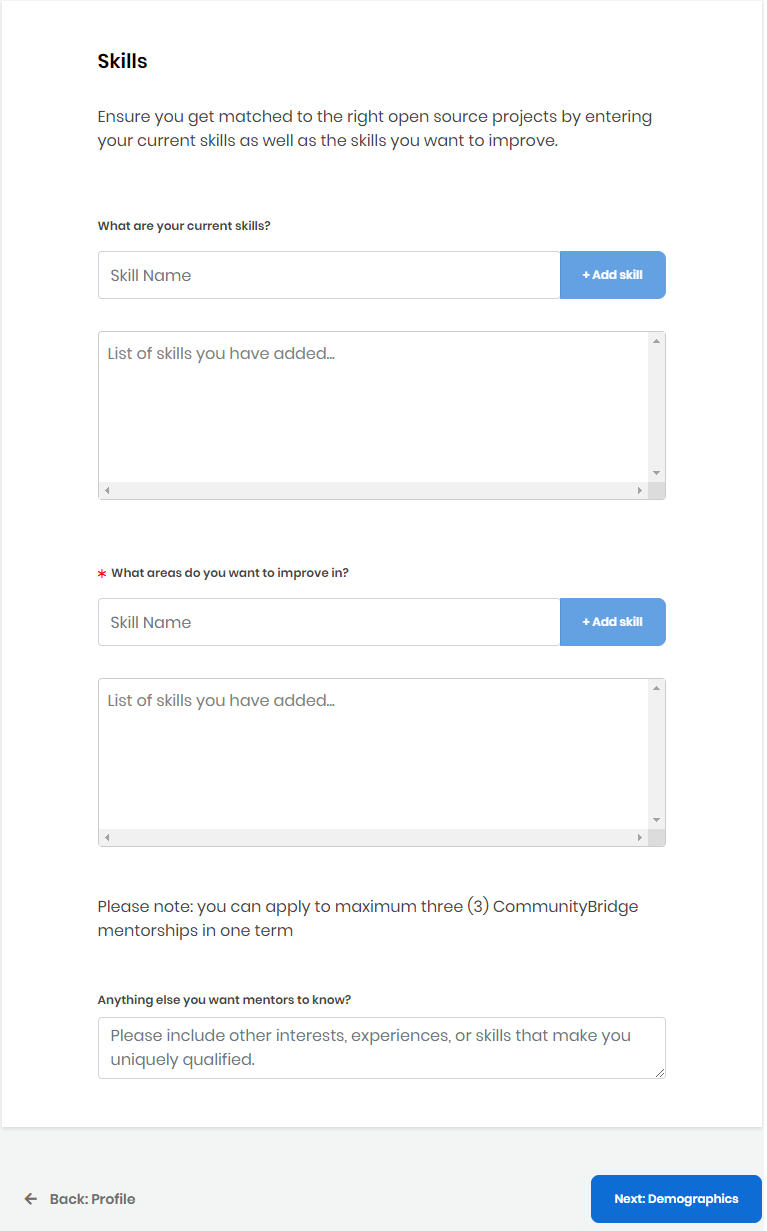 Skills
Ensure you get matched to the right open source projects by entering
your current skills as well as the skills you want to improve.
What are your current skills?
Skill Name
+ Add skill
List of skills you have added...
* What areas do you want to improve in?
Skill Name
+ Add skill
List of skills you have added...
Please note: you can apply to maximum three (3) CommunityBridge
mentorships in one term
Anything else you want mentors to know?
Please include other interests, experiences, or skills that make you
uniquely qualified.
← Back: Profile
Next: Demographics